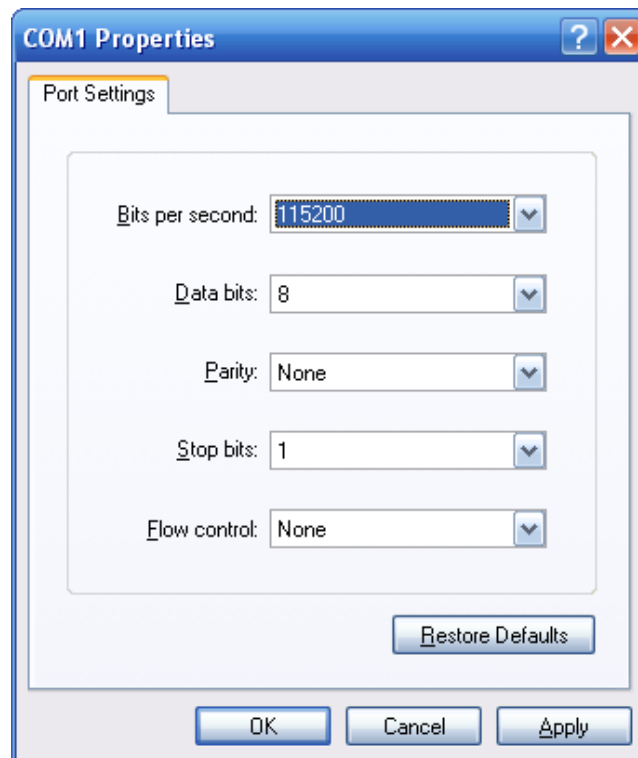 COM1 Properties
Port Settings
Bits per second: 115200
Data bits: 8
Parity: None
Stop bits: 1
Flow control: None
Restore Defaults
OK Cancel Apply